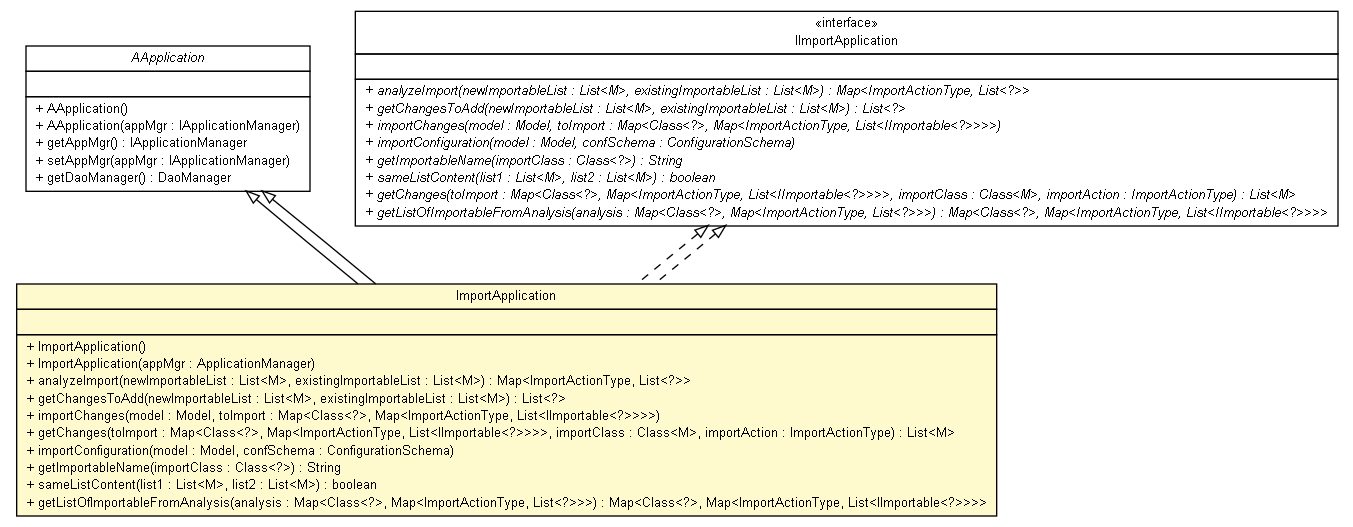 AApplication
+ AApplication()
+ AApplication(appMgr : IApplicationManager)
+ getAppMgr() : IApplicationManager
+ setAppMgr(appMgr : IApplicationManager)
+ getDaoManager() : DaoManager
«interface»
IImportApplication
+ analyzeImport(newImportableList : List<M>, existingImportableList : List<M>) : Map<ImportActionType, List<?>>
+ getChangesToAdd(newImportableList : List<M>, existingImportableList : List<M>) : List<?>
+ importChanges(model : Model, toImport : Map<Class<?>, Map<ImportActionType, List<IImportable<?>>>>)
+ importConfiguration(model : Model, confSchema : ConfigurationSchema)
+ getImportableName(importClass : Class<?>) : String
+ sameListContent(list1 : List<M>, list2 : List<M>) : boolean
+ getChanges(toImport : Map<Class<?>, Map<ImportActionType, List<IImportable<?>>>>, importClass : Class<M>, importAction : ImportActionType) : List<M>
+ getListOfImportableFromAnalysis(analysis : Map<Class<?>, Map<ImportActionType, List<?>>>) : Map<Class<?>, Map<ImportActionType, List<IImportable<?>>>>
ImportApplication
+ ImportApplication()
+ ImportApplication(appMgr : ApplicationManager)
+ analyzeImport(newImportableList : List<M>, existingImportableList : List<M>) : Map<ImportActionType, List<?>>
+ getChangesToAdd(newImportableList : List<M>, existingImportableList : List<M>) : List<?>
+ importChanges(model : Model, toImport : Map<Class<?>, Map<ImportActionType, List<IImportable<?>>>>)
+ getChanges(toImport : Map<Class<?>, Map<ImportActionType, List<IImportable<?>>>>, importClass : Class<M>, importAction : ImportActionType) : List<M>
+ importConfiguration(model : Model, confSchema : ConfigurationSchema)
+ getImportableName(importClass : Class<?>) : String
+ sameListContent(list1 : List<M>, list2 : List<M>) : boolean
+ getListOfImportableFromAnalysis(analysis : Map<Class<?>, Map<ImportActionType, List<?>>>) : Map<Class<?>, Map<ImportActionType, List<IImportable<?>>>>